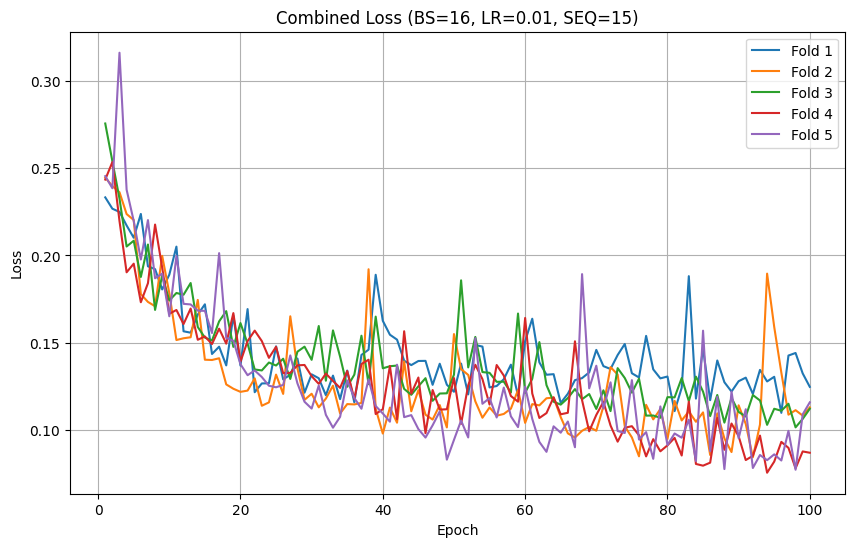 Combined Loss (BS=16, LR=0.01, SEQ=15)
Fold 1
Fold 2
Fold 3
Fold 4
Fold 5
Loss
0.30
0.25
0.20
0.15
0.10
0
20
40
60
80
100
Epoch